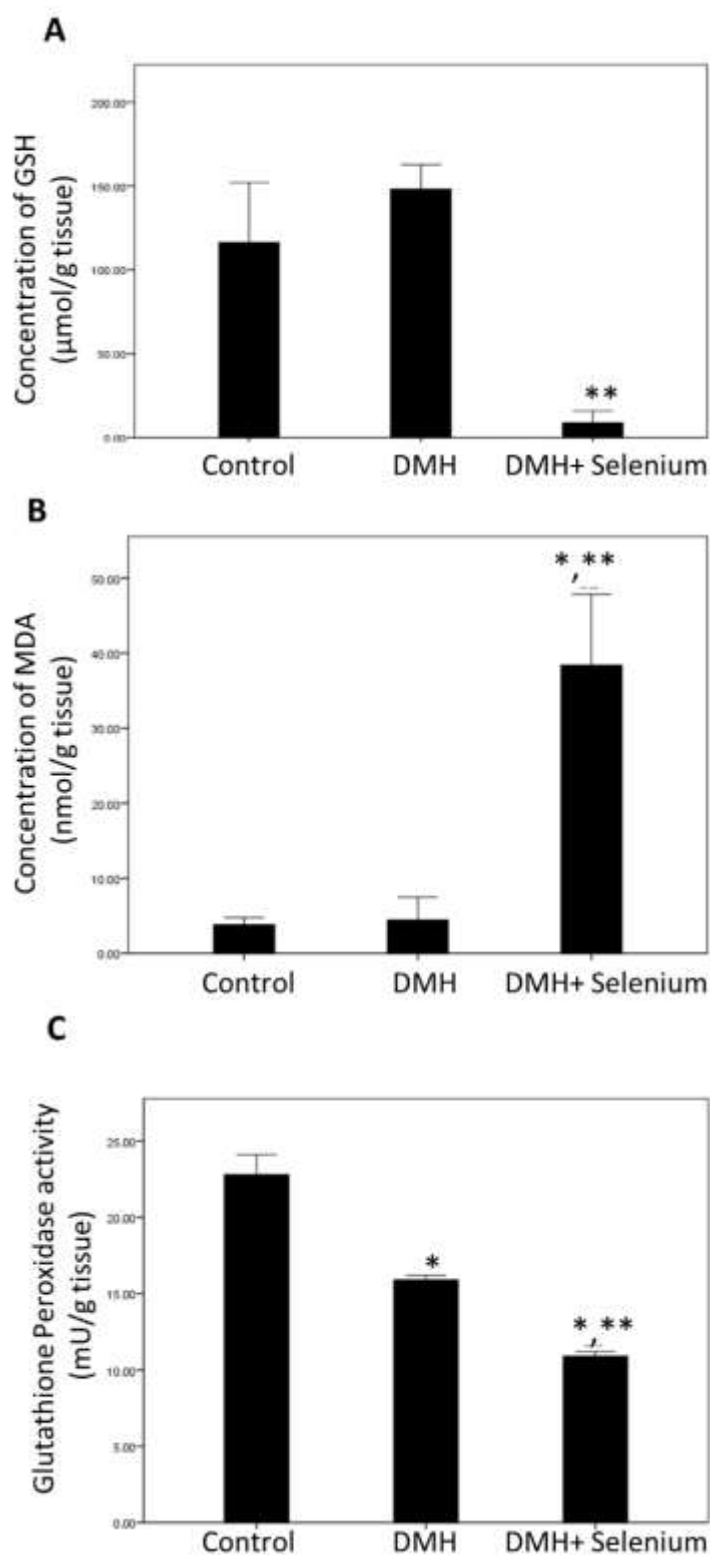 A
Concentration of GSH
(µmol/g tissue)
200.00
150.00
100.00
50.00
0.00
**
Control DMH DMH+ Selenium
B
Concentration of MDA
(nmol/g tissue)
50.00
40.00
30.00
20.00
10.00
0.00
*,**
Control DMH DMH+ Selenium
C
Glutathione Peroxidase activity
(mU/g tissue)
25.00
20.00
15.00
10.00
5.00
0.00
*
*,**
Control DMH DMH+ Selenium